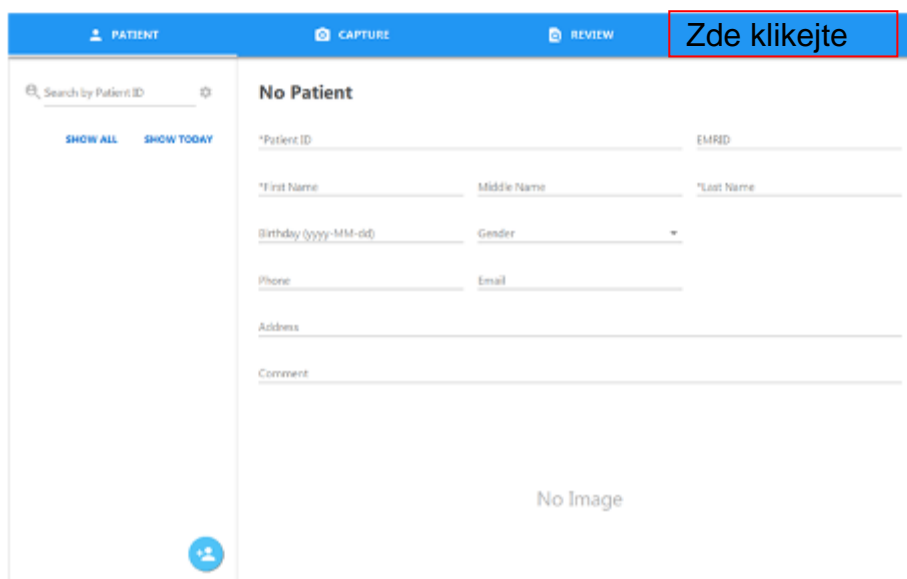 PATIENT CAPTURE REVIEW Zde klikejte
Search by Patient ID
SHOW ALL SHOW TODAY
No Patient
*Patient ID EMRID
*First Name Middle Name *Last Name
Birthday (yyyy-MM-dd) Gender
Phone Email
Address
Comment
No Image